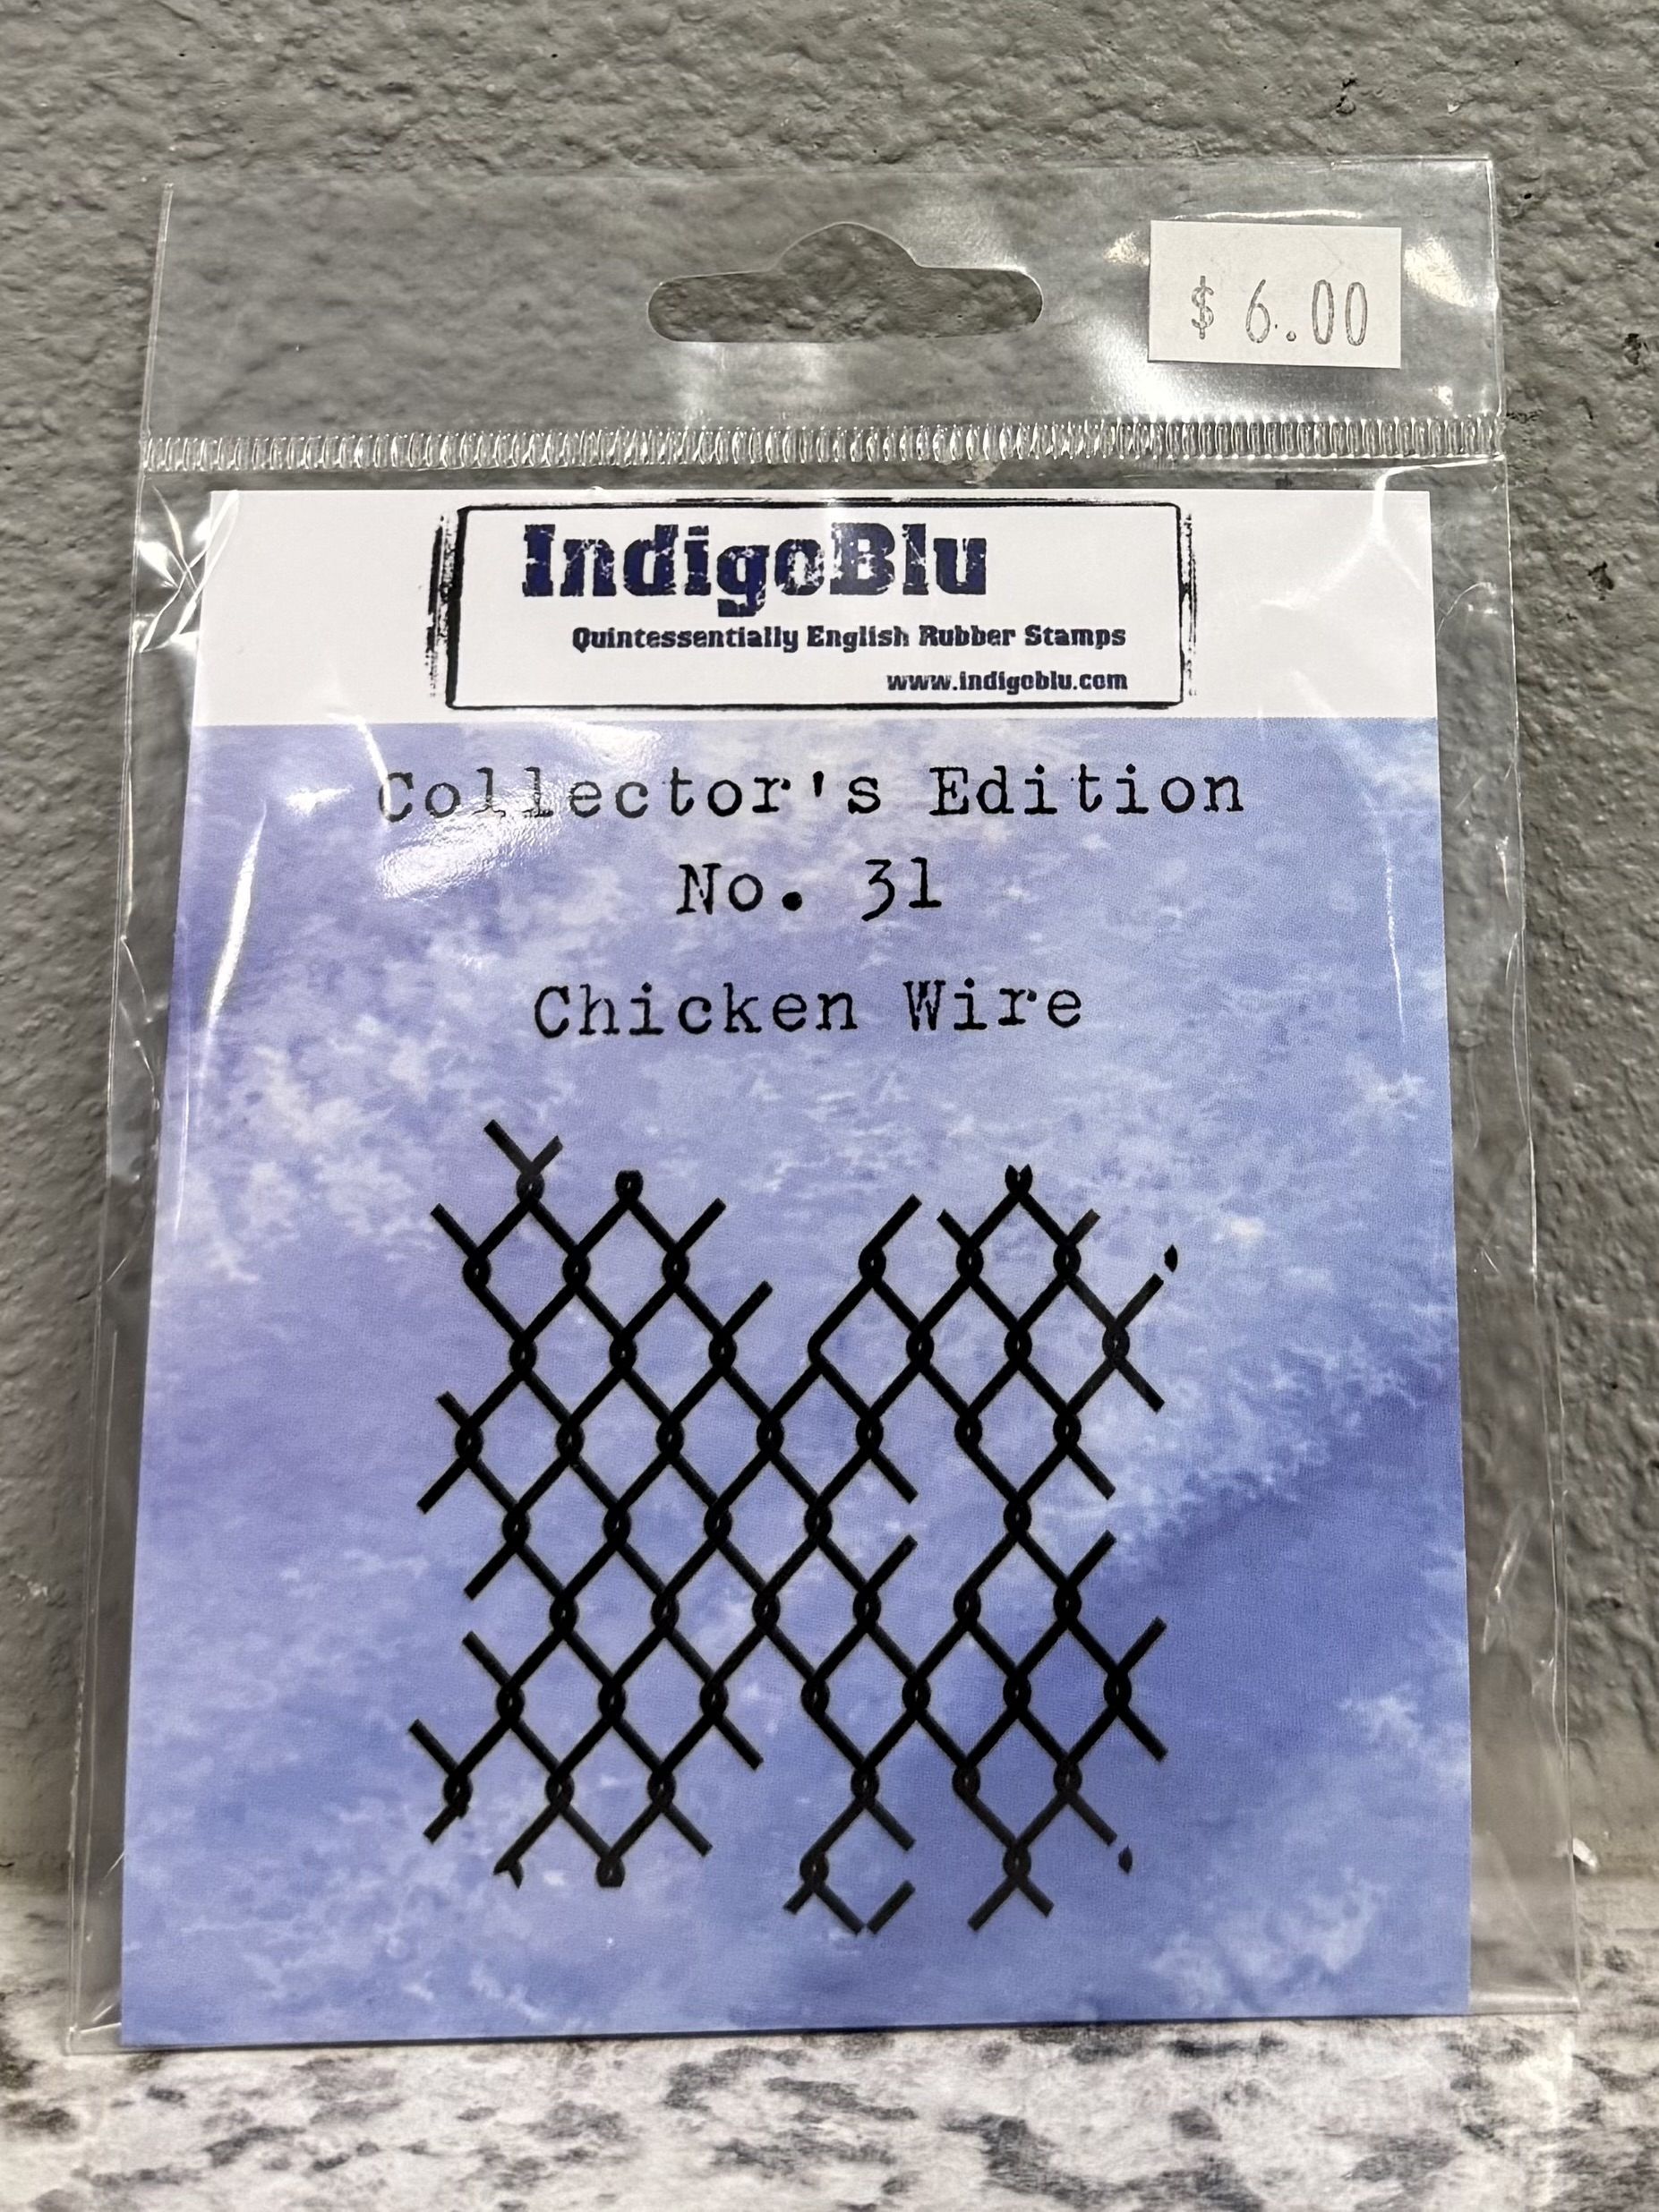 $ 6.00
IndigoBlu
Quintessentially English Rubber Stamps
www.indigoblu.com
Collector's Edition
No. 31
Chicken Wire